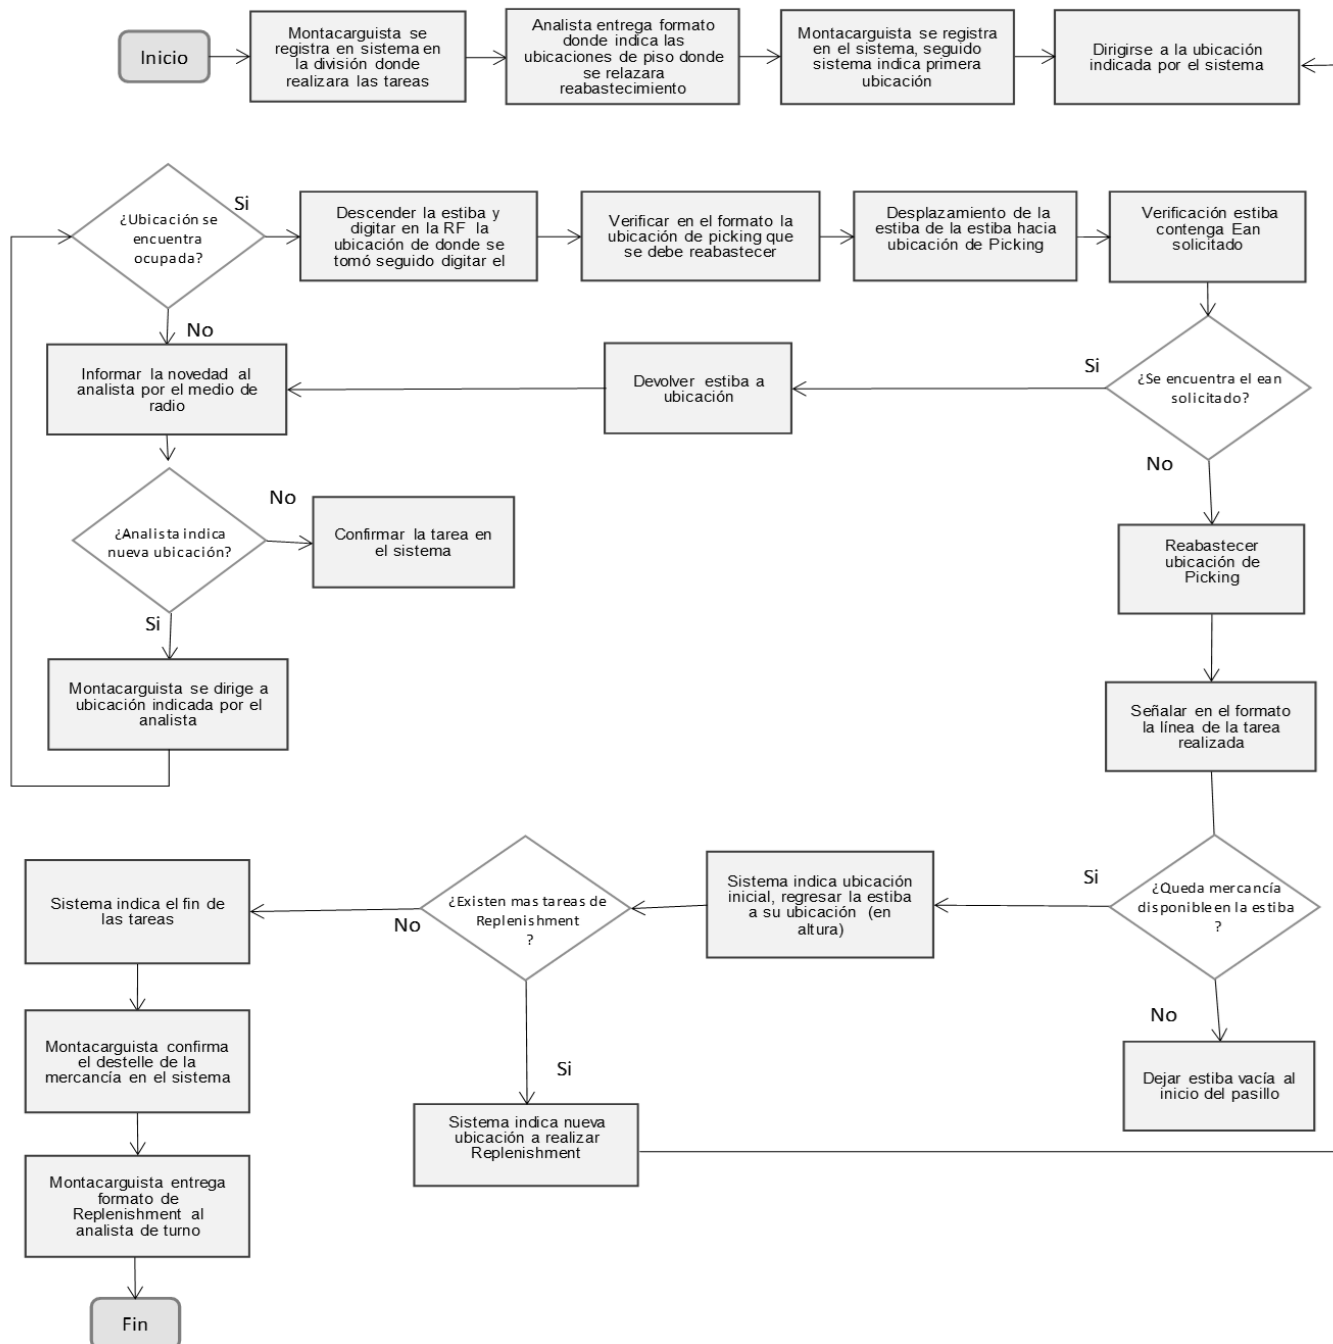 Inicio
Montacarguista se
registra en sistema en
la división donde
realizara las tareas
Analista entrega formato
donde indica las
ubicaciones de piso donde
se relazara
reabastecimiento
Montacarguista se registra
en el sistema, seguido
sistema indica primera
ubicación
Dirigirse a la ubicación
indicada por el sistema
¿Ubicación se
encuentra
ocupada?
Si
Descender la estiba y
digitar en la RF la
ubicación de donde se
tomó seguido digitar el
Verificar en el formato la
ubicación de picking que
se debe reabastecer
Desplazamiento de la
estiba de la estiba hacia
ubicación de Picking
Verificación estiba
contenga Ean
solicitado
No
Informar la novedad al
analista por el medio de
radio
Devolver estiba a
ubicación
Si
¿Se encuentra el ean
solicitado?
No
¿Analista indica
nueva ubicación?
No
Confirmar la tarea en
el sistema
Reabastecer
ubicación de
Picking
Si
Montacarguista se dirige a
ubicación indicada por el
analista
Señalar en el formato
la línea de la tarea
realizada
Sistema indica el fin de
las tareas
No
¿Existen mas tareas de
Replenishment
?
Sistema indica ubicación
inicial, regresar la estiba
a su ubicación (en
altura)
Si
¿Queda mercancía
disponible en la estiba
?
No
Montacarguista confirma
el destelle de la
mercancía en el sistema
Si
Sistema indica nueva
ubicación a realizar
Replenishment
Dejar estiba vacía al
inicio del pasillo
Montacarguista entrega
formato de
Replenishment al
analista de turno
Fin